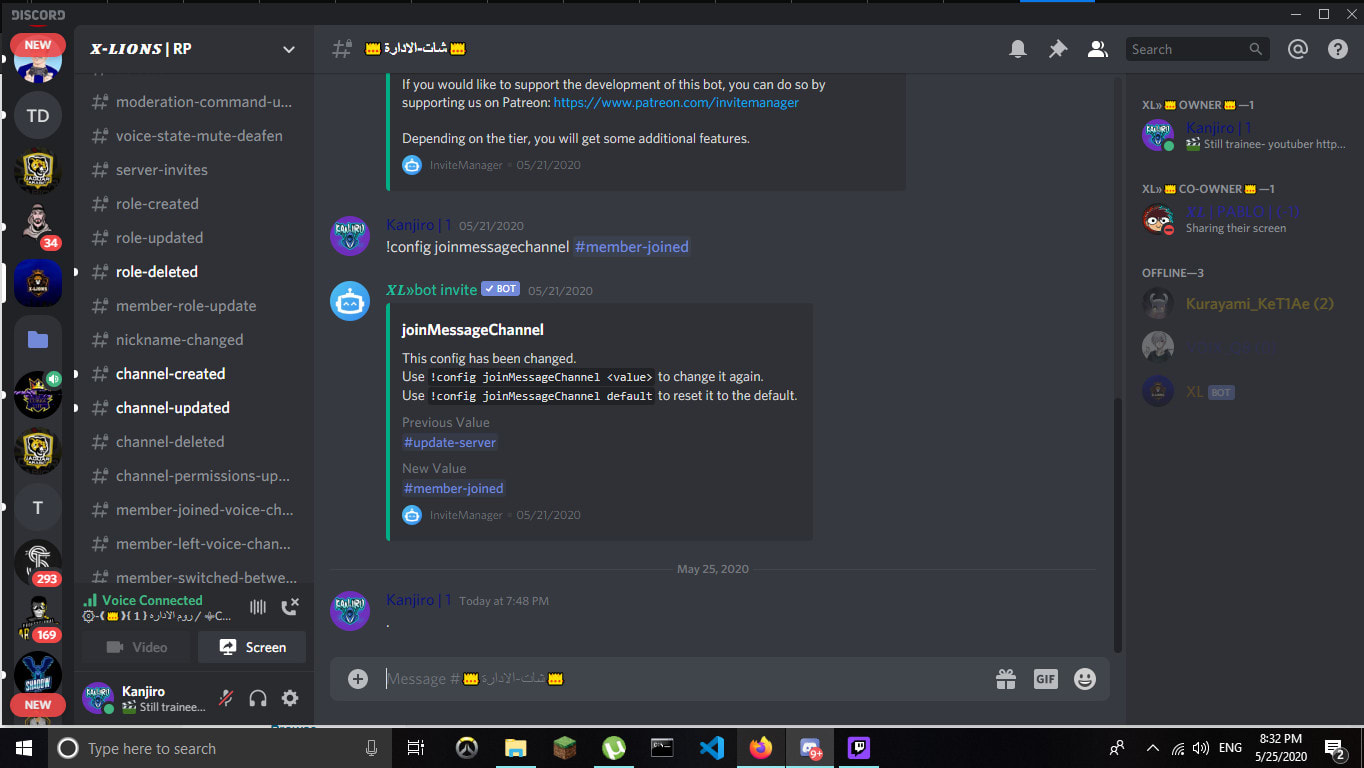 DISCORD
NEW
TD
34
T
293
169
NEW
X-LIONS | RP
moderation-command-u...
voice-state-mute-deafen
server-invites
role-created
role-updated
role-deleted
member-role-update
nickname-changed
channel-created
channel-updated
channel-deleted
channel-permissions-up...
member-joined-voice-ch...
member-left-voice-chan...
member-switched-betwe...
Voice Connected
روم الادارة / C...
Video
Screen
Kanjiro
Still trainee...
شات-الادارة
Search
If you would like to support the development of this bot, you can do so by
supporting us on Patreon: https://www.patreon.com/invitemanager
Depending on the tier, you will get some additional features.
InviteManager • 05/21/2020
Kanjiro | 1 05/21/2020
!config joinmessagechannel #member-joined
XL»bot invite BOT 05/21/2020
joinMessageChannel
This config has been changed.
Use !config joinMessageChannel <value> to change it again.
Use !config joinMessageChannel default to reset it to the default.
Previous Value
#update-server
New Value
#member-joined
InviteManager • 05/21/2020
May 25, 2020
Kanjiro | 1 Today at 7:48 PM
.
Message #شات-الادارة
GIF
XL» OWNER —1
Kanjiro | 1
Still trainee- youtuber http...
XL» CO-OWNER —1
XL | PABLO |
Sharing their screen
OFFLINE—3
Kurayami_KeT1Ae (2)
XL BOT
Type here to search
9+
ENG
8:32 PM
5/25/2020
2